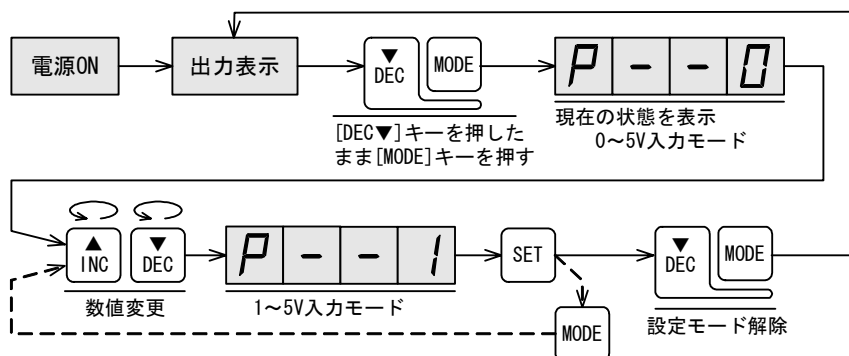 電源ON
出力表示
▼
DEC
MODE
P--0
[DEC▼]キーを押した
まま[MODE]キーを押す
現在の状態を表示
0～5V入力モード
▲
INC
▼
DEC
P--1
SET
▼
DEC
MODE
数値変更
1～5V入力モード
MODE
設定モード解除